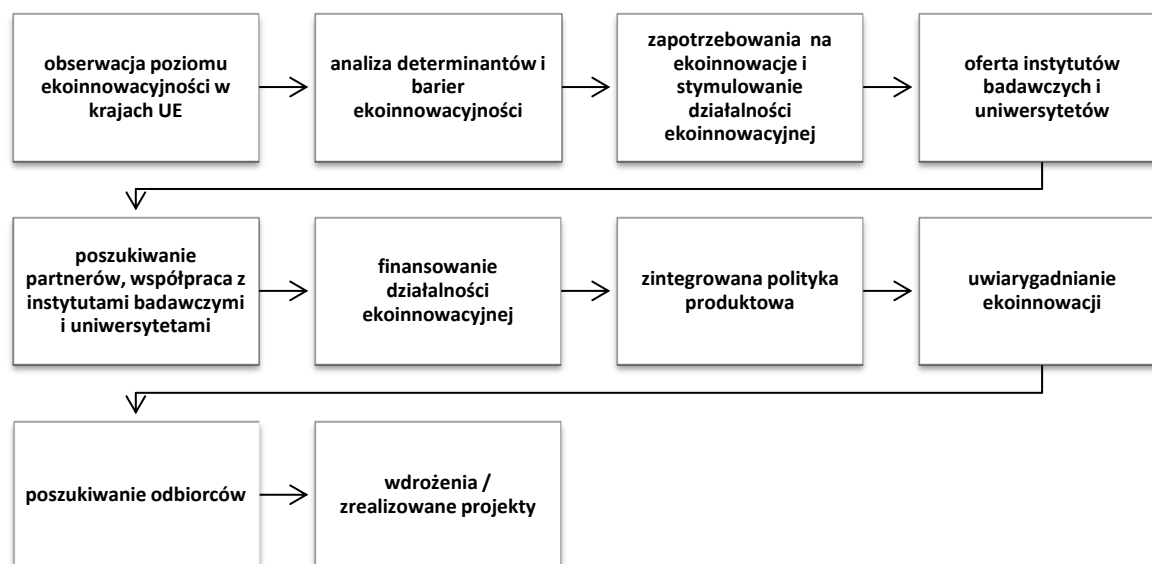 obserwacja poziomu
ekoinnowacyjności w
krajach UE
analiza determinantów i
barier
ekoinnowacyjności
zapotrzebowania na
ekoinnowacje i
stymulowanie
działalności
ekoinnowacyjnej
oferta instytutów
badawczych i
uniwersytetów
poszukiwanie
partnerów, współpraca z
instytutami badawczymi
i uniwersytetami
finansowanie
działalności
ekoinnowacyjnej
zintegrowana polityka
produktowa
uwiarygadnianie
ekoinnowacji
poszukiwanie odbiorców
wdrożenia /
zrealizowane projekty